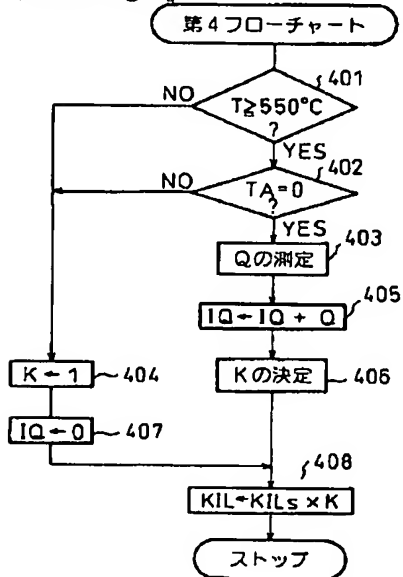 第4フローチャート
401
NO
T≧550°C
?
YES
402
NO
TA=0
?
YES
403
Qの測定
405
IQ←IQ + Q
K←1
404
Kの決定
406
IQ←0
407
408
KIL←KILs×K
ストップ